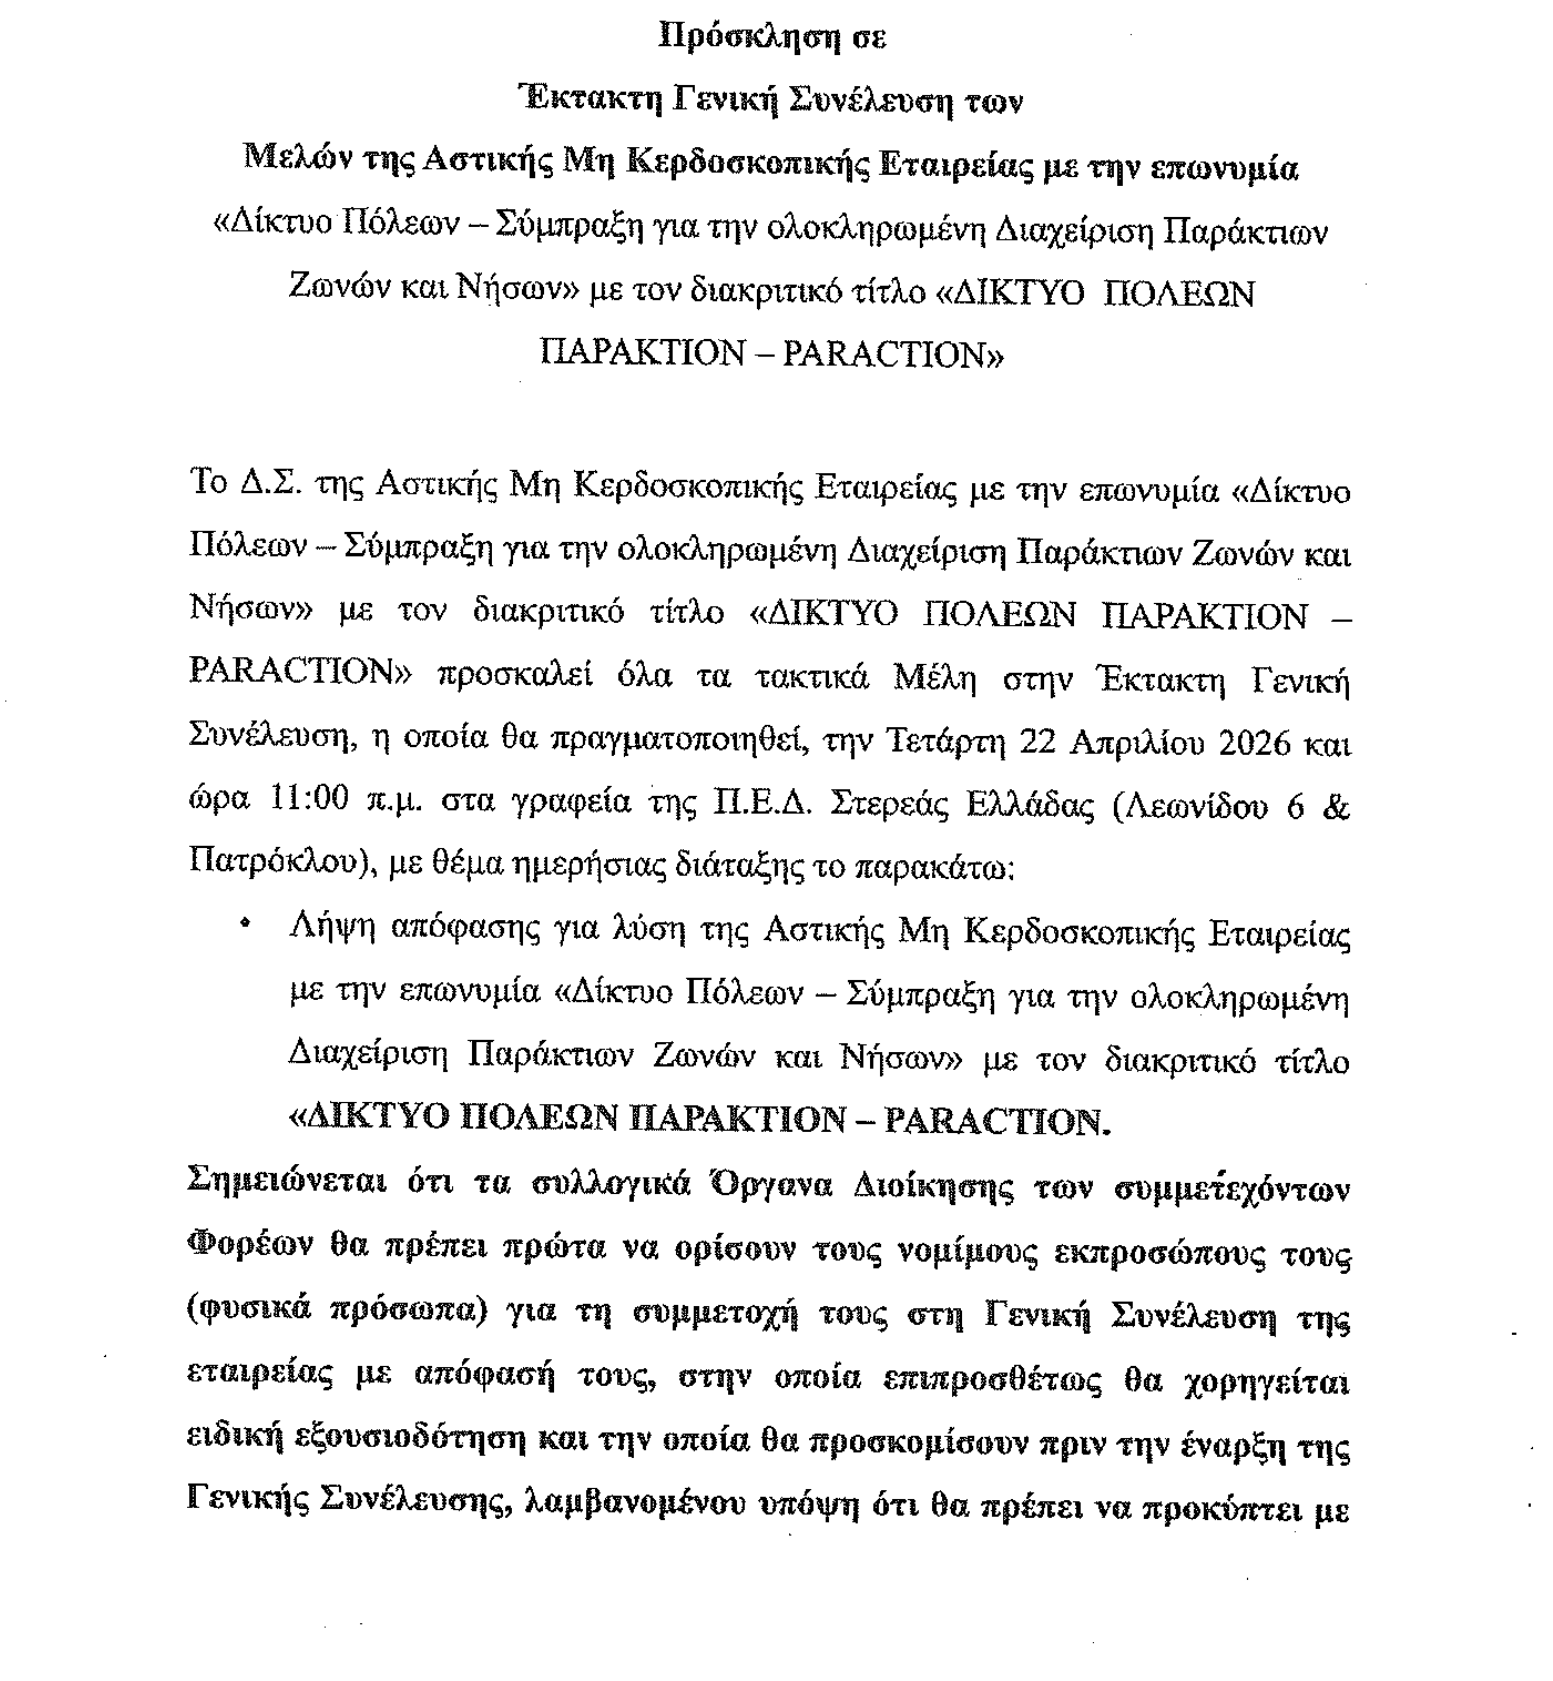 Πρόσκληση σε
Έκτακτη Γενική Συνέλευση των
Μελών της Αστικής Μη Κερδοσκοπικής Εταιρείας με την επωνυμία
«Δίκτυο Πόλεων – Σύμπραξη για την ολοκληρωμένη Διαχείριση Παράκτιων
Ζωνών και Νήσων» με τον διακριτικό τίτλο «ΔΙΚΤΥΟ ΠΟΛΕΩΝ
ΠΑΡΑΚΤΙΟΝ – PARACTION»
Το Δ.Σ. της Αστικής Μη Κερδοσκοπικής Εταιρείας με την επωνυμία «Δίκτυο
Πόλεων – Σύμπραξη για την ολοκληρωμένη Διαχείριση Παράκτιων Ζωνών και
Νήσων» με τον διακριτικό τίτλο «ΔΙΚΤΥΟ ΠΟΛΕΩΝ ΠΑΡΑΚΤΙΟΝ –
PARACTION» προσκαλεί όλα τα τακτικά Μέλη στην Έκτακτη Γενική
Συνέλευση, η οποία θα πραγματοποιηθεί, την Τετάρτη 22 Απριλίου 2026 και
ώρα 11:00 π.μ. στα γραφεία της Π.Ε.Δ. Στερεάς Ελλάδας (Λεωνίδου 6 &
Πατρόκλου), με θέμα ημερήσιας διάταξης το παρακάτω:
• Λήψη απόφασης για λύση της Αστικής Μη Κερδοσκοπικής Εταιρείας
με την επωνυμία «Δίκτυο Πόλεων – Σύμπραξη για την ολοκληρωμένη
Διαχείριση Παράκτιων Ζωνών και Νήσων» με τον διακριτικό τίτλο
«ΔΙΚΤΥΟ ΠΟΛΕΩΝ ΠΑΡΑΚΤΙΟΝ – PARACTION.
Σημειώνεται ότι τα συλλογικά Όργανα Διοίκησης των συμμετεχόντων
Φορέων θα πρέπει πρώτα να ορίσουν τους νομίμους εκπροσώπους τους
(φυσικά πρόσωπα) για τη συμμετοχή τους στη Γενική Συνέλευση της
εταιρείας με απόφασή τους, στην οποία επιπροσθέτως θα χορηγείται
ειδική εξουσιοδότηση και την οποία θα προσκομίσουν πριν την έναρξη της
Γενικής Συνέλευσης, λαμβανομένου υπόψη ότι θα πρέπει να προκύπτει με